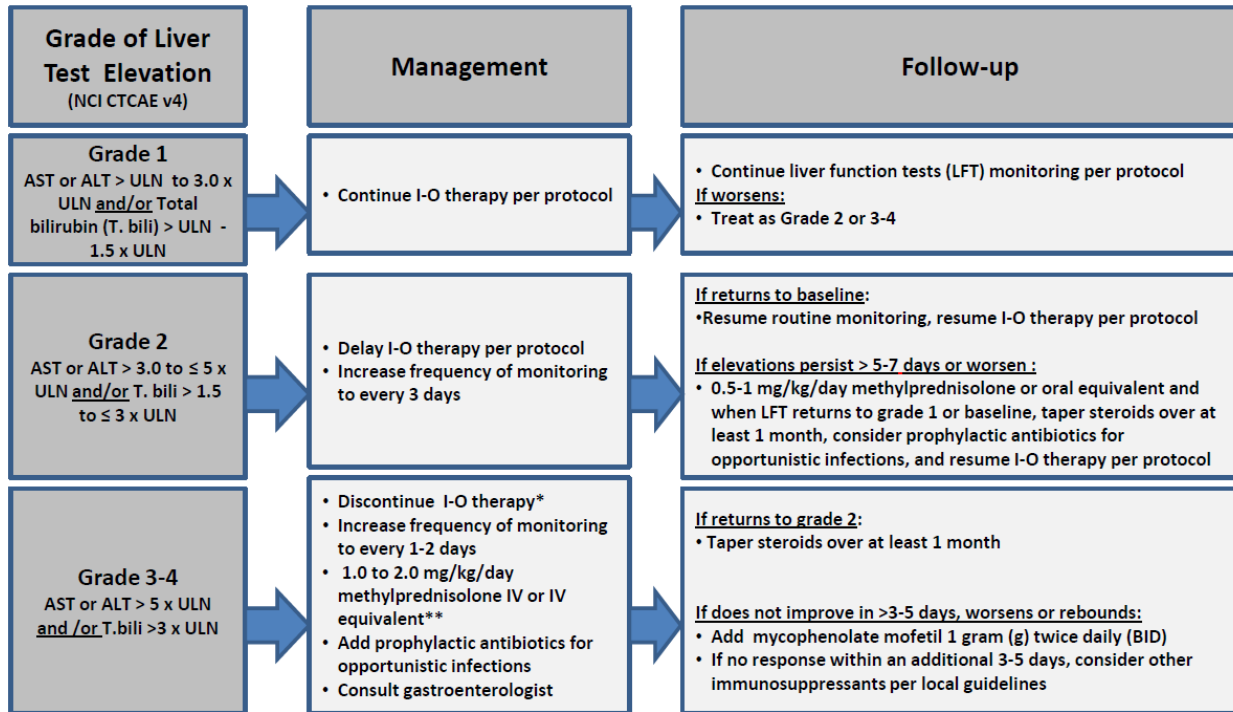 Grade of Liver
Test Elevation
(NCI CTCAE v4)
Management
Follow-up
Grade 1
AST or ALT > ULN to 3.0 x
ULN and/or Total
bilirubin (T. bili) > ULN -
1.5 x ULN
• Continue I-O therapy per protocol
• Continue liver function tests (LFT) monitoring per protocol
If worsens:
• Treat as Grade 2 or 3-4
Grade 2
AST or ALT > 3.0 to ≤ 5 x
ULN and/or T. bili > 1.5
to ≤ 3 x ULN
• Delay I-O therapy per protocol
• Increase frequency of monitoring
to every 3 days
If returns to baseline:
•Resume routine monitoring, resume I-O therapy per protocol
If elevations persist > 5-7 days or worsen :
• 0.5-1 mg/kg/day methylprednisolone or oral equivalent and
when LFT returns to grade 1 or baseline, taper steroids over at
least 1 month, consider prophylactic antibiotics for
opportunistic infections, and resume I-O therapy per protocol
Grade 3-4
AST or ALT > 5 x ULN
and /or T.bili >3 x ULN
• Discontinue I-O therapy*
• Increase frequency of monitoring
to every 1-2 days
• 1.0 to 2.0 mg/kg/day
methylprednisolone IV or IV
equivalent**
• Add prophylactic antibiotics for
opportunistic infections
• Consult gastroenterologist
If returns to grade 2:
• Taper steroids over at least 1 month
If does not improve in >3-5 days, worsens or rebounds:
• Add mycophenolate mofetil 1 gram (g) twice daily (BID)
• If no response within an additional 3-5 days, consider other
immunosuppressants per local guidelines